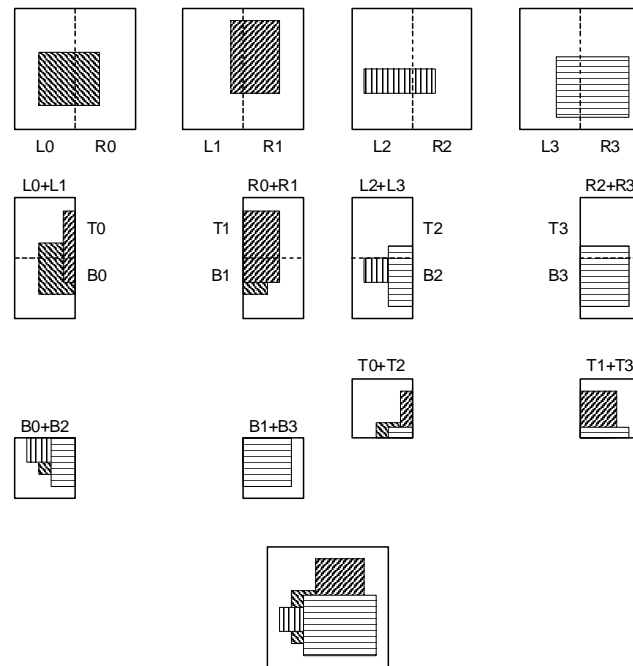 L0 R0 L1 R1 L2 R2 L3 R3
L0+L1 R0+R1 L2+L3 R2+R3
T0 T1 T2 T3
B0 B1 B2 B3
T0+T2 T1+T3
B0+B2 B1+B3